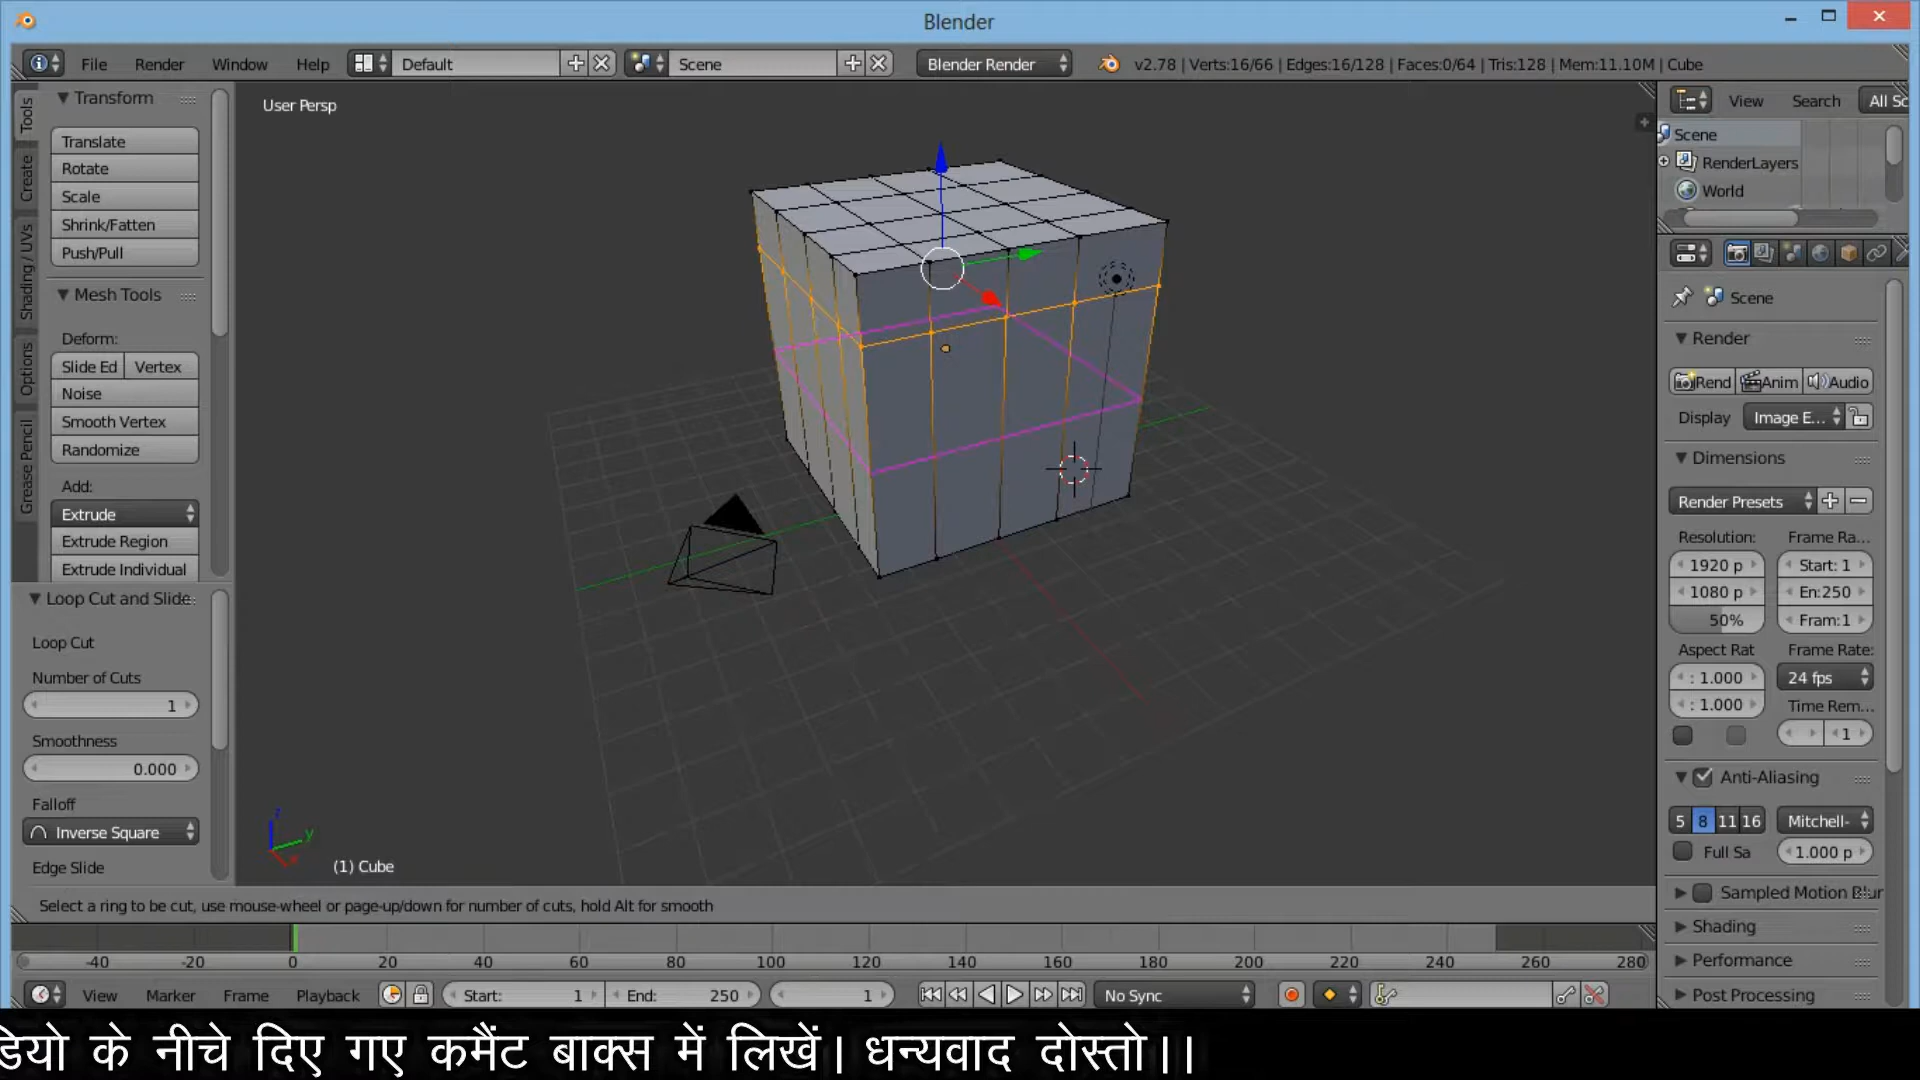 Blender
File Render Window Help Default Scene Blender Render v2.78 | Verts:16/66 | Edges:16/128 | Faces:0/64 | Tris:128 | Mem:11.10M | Cube
Tools
Create
Shading / UVs
Options
Grease Pencil
Transform
Translate
Rotate
Scale
Shrink/Fatten
Push/Pull
Mesh Tools
Deform:
Slide Ed Vertex
Noise
Smooth Vertex
Randomize
Add:
Extrude
Extrude Region
Extrude Individual
Loop Cut and Slide
Loop Cut
Number of Cuts
1
Smoothness
0.000
Falloff
Inverse Square
Edge Slide
User Persp
z
y
(1) Cube
Select a ring to be cut, use mouse-wheel or page-up/down for number of cuts, hold Alt for smooth
View Search All Sc
Scene
RenderLayers
World
Scene
Render
Rend Anim Audio
Display Image E...
Dimensions
Render Presets
Resolution: Frame Ra...
1920 p Start: 1
1080 p En:250
50% Fram:1
Aspect Rat Frame Rate:
: 1.000 24 fps
: 1.000 Time Rem...
1
Anti-Aliasing
5 8 11 16 Mitchell-
Full Sa 1.000 p
Sampled Motion Blur
Shading
Performance
Post Processing
-40 -20 0 20 40 60 80 100 120 140 160 180 200 220 240 260 280
View Marker Frame Playback Start: 1 End: 250 1 No Sync
डियो के नीचे दिए गए कमैंट बाक्स में लिखें। धन्यवाद दोस्तो।।